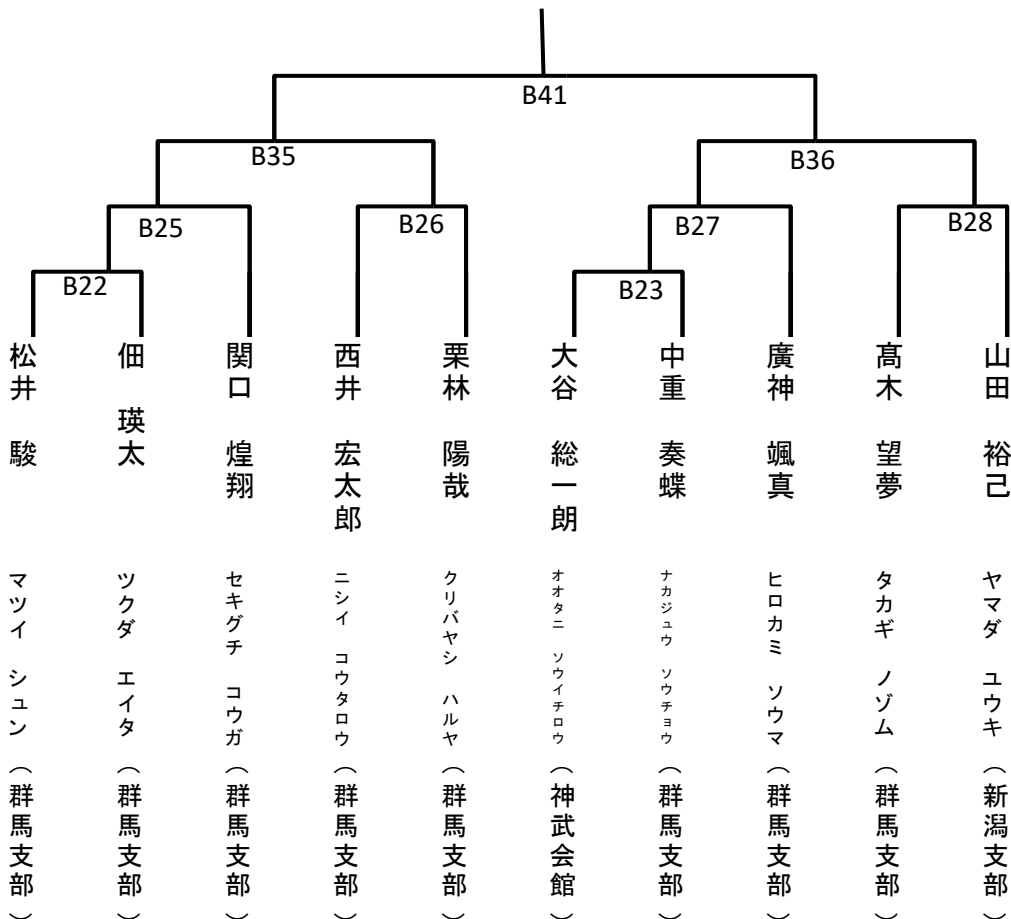 B41
B35
B36
B25
B26
B27
B28
B22
B23
松井 駿 マツイ シュン (群馬支部)
佃 瑛太 ツクダ エイタ (群馬支部)
関口 煌翔 セキグチ コウガ (群馬支部)
西井 宏太郎 ニシイ コウタロウ (群馬支部)
栗林 陽哉 クリバヤシ ハルヤ (群馬支部)
大谷 総一朗 オオタニ ソウイチロウ (神武会館)
中重 奏蝶 ナカジュウ ソウチョウ (群馬支部)
廣神 颯真 ヒロカミ ソウマ (群馬支部)
髙木 望夢 タカギ ノゾム (群馬支部)
山田 裕己 ヤマダ ユウキ (新潟支部)